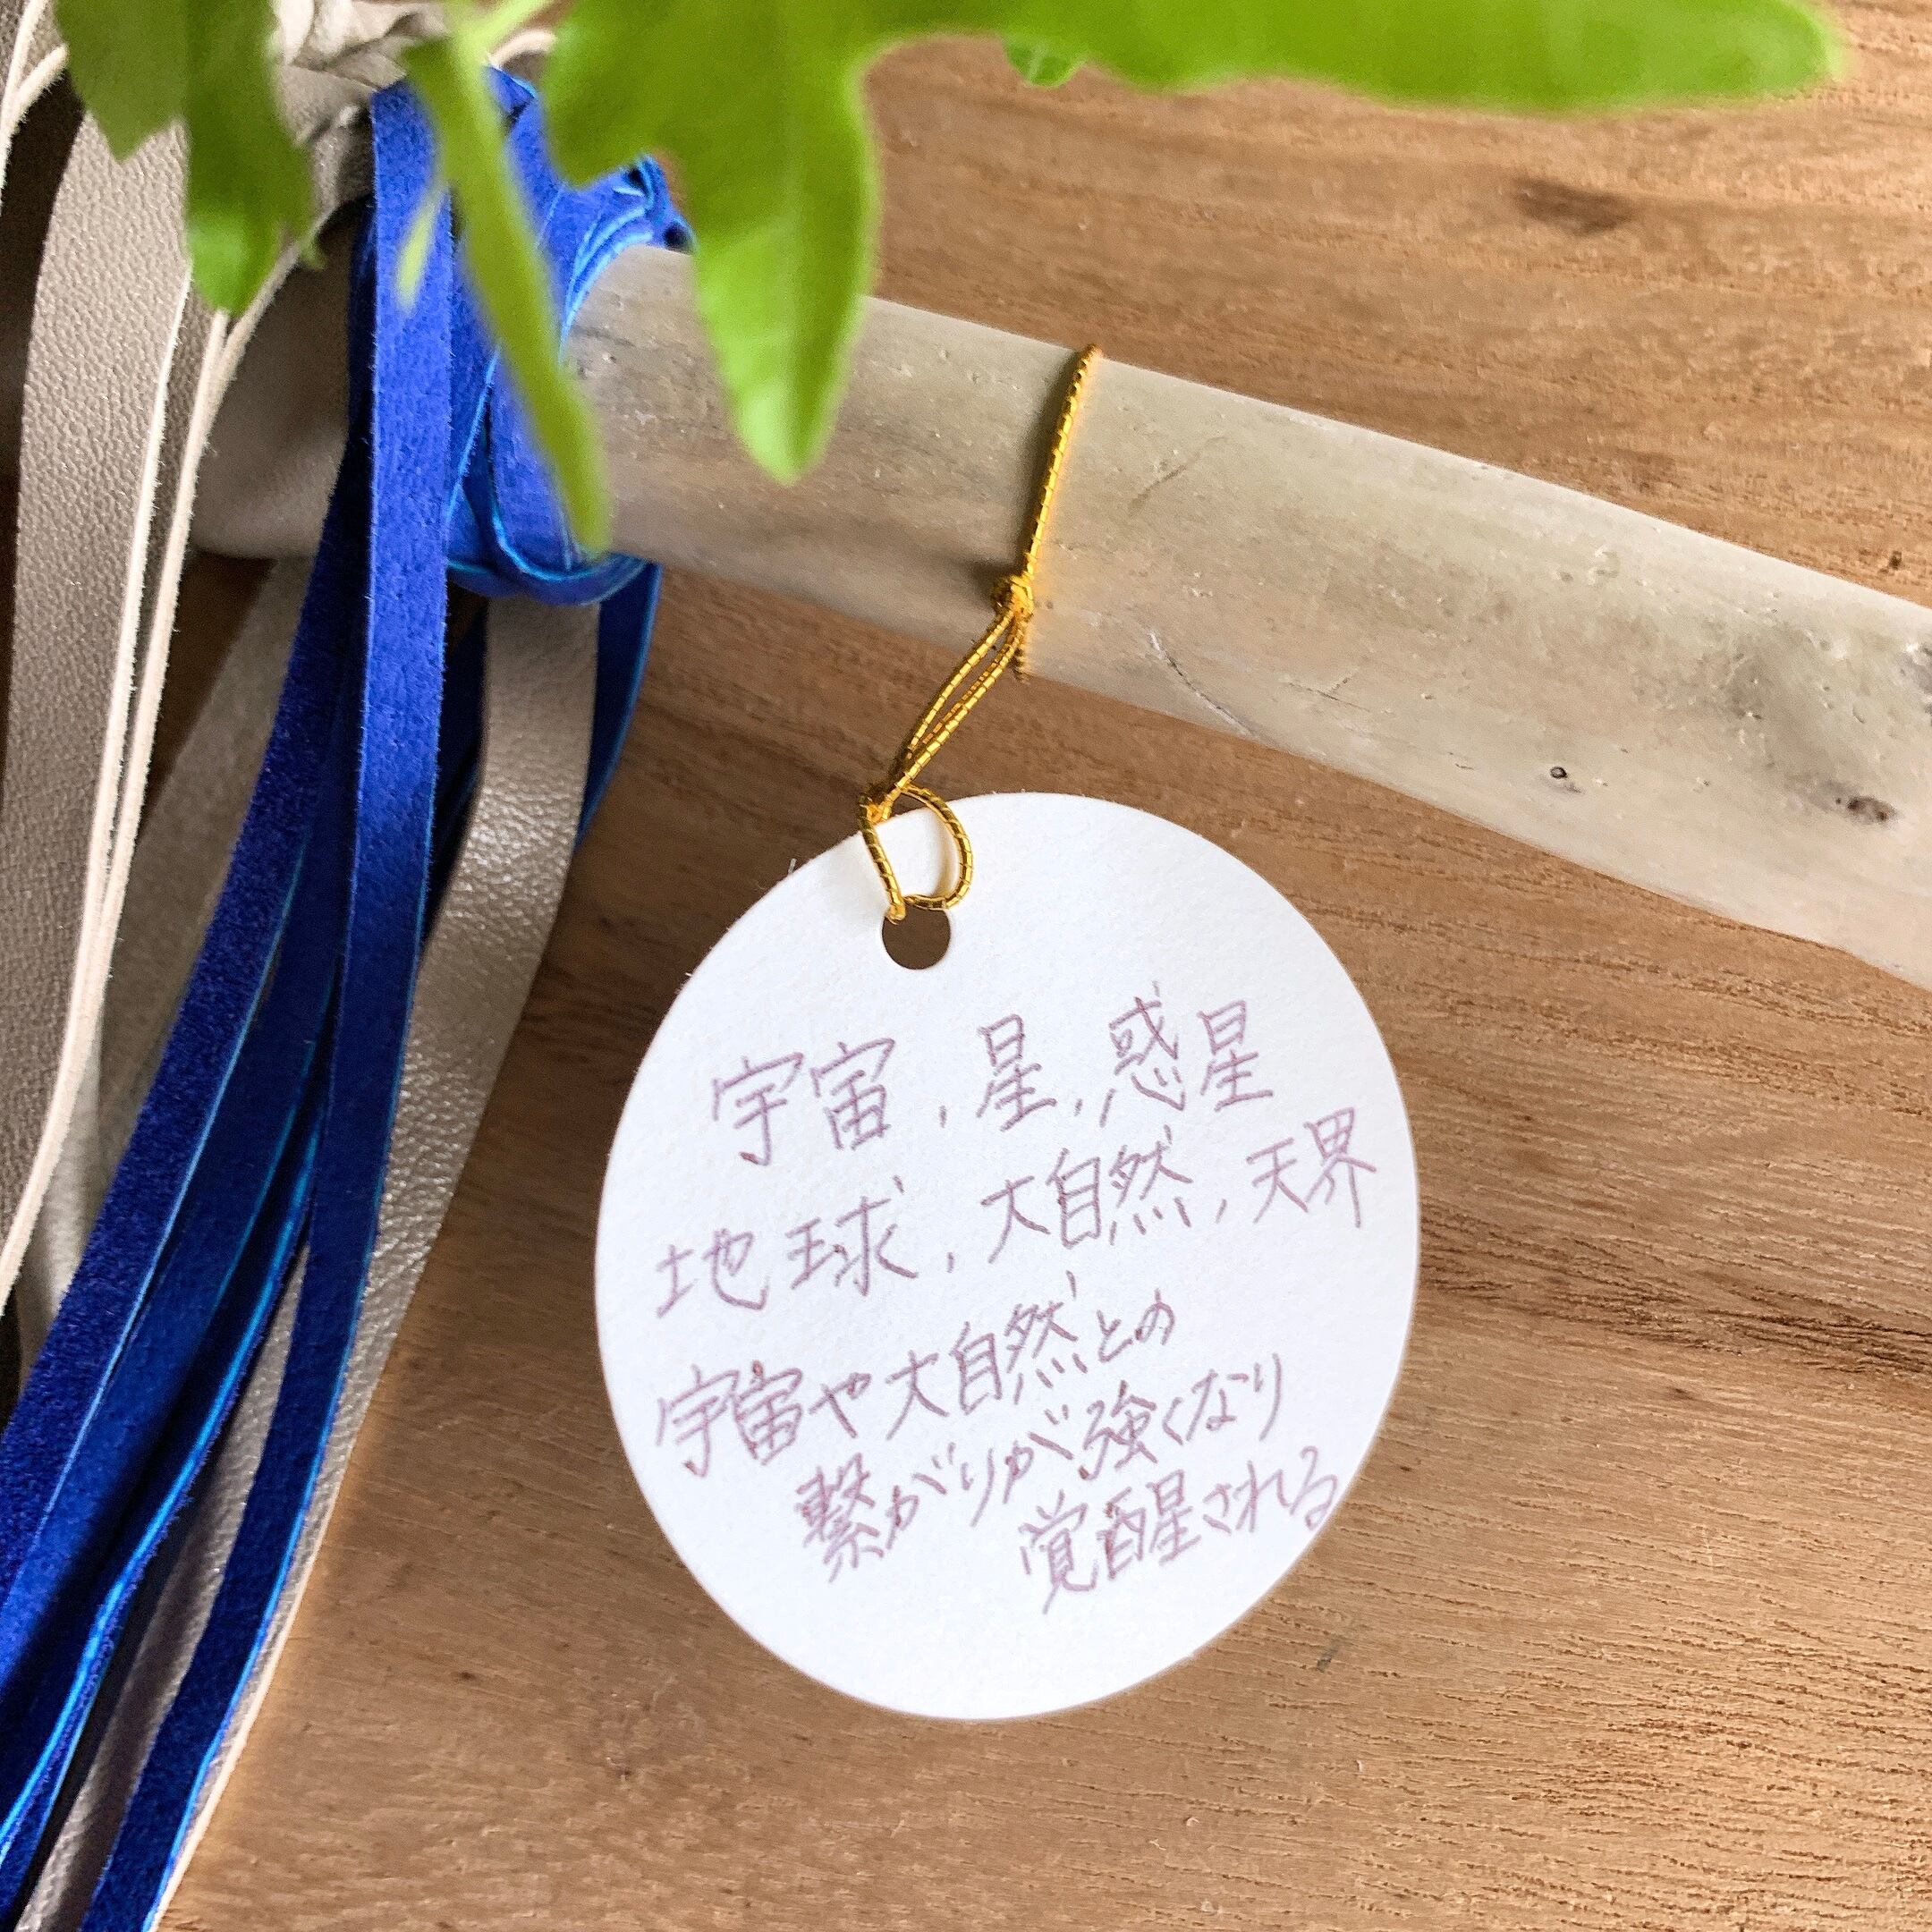 宇宙,星,惑星
地球,大自然,天界
宇宙や大自然との
繋がりが強くなり
覚醒される